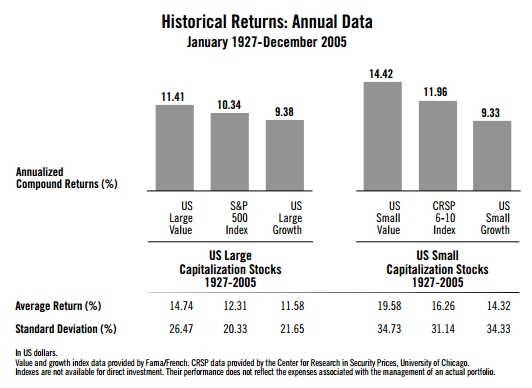 Historical Returns: Annual Data
January 1927-December 2005
11.41
10.34
9.38
14.42
11.96
9.33
Annualized
Compound Returns (%)
US
Large
Value
S&P
500
Index
US
Large
Growth
US
Small
Value
CRSP
6-10
Index
US
Small
Growth
US Large
Capitalization Stocks
1927-2005
US Small
Capitalization Stocks
1927-2005
Average Return (%) 14.74 12.31 11.58 19.58 16.26 14.32
Standard Deviation (%) 26.47 20.33 21.65 34.73 31.14 34.33
In US dollars.
Value and growth index data provided by Fama/French. CRSP data provided by the Center for Research in Security Prices, University of Chicago.
Indexes are not available for direct investment. Their performance does not reflect the expenses associated with the management of an actual portfolio.